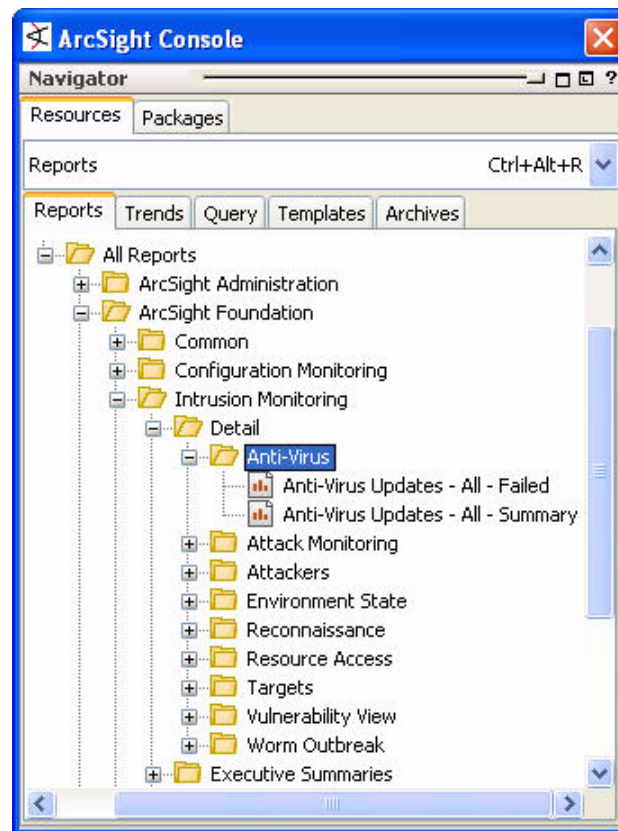 ArcSight Console
Navigator ?
Resources Packages
Reports Ctrl+Alt+R
Reports Trends Query Templates Archives
All Reports
ArcSight Administration
ArcSight Foundation
Common
Configuration Monitoring
Intrusion Monitoring
Detail
Anti-Virus
Anti-Virus Updates - All - Failed
Anti-Virus Updates - All - Summary
Attack Monitoring
Attackers
Environment State
Reconnaissance
Resource Access
Targets
Vulnerability View
Worm Outbreak
Executive Summaries